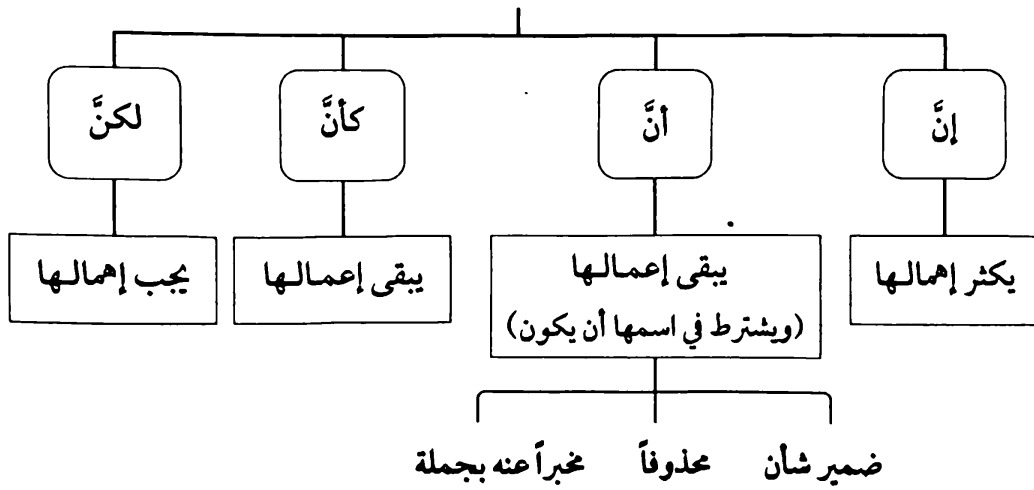 إنَّ
أنَّ
كأنَّ
لكنَّ
يكثر إهمالها
يبقى إعمالها
(ويشترط في اسمها أن يكون)
يبقى إعمالها
يجب إهمالها
ضمير شأن
محذوفاً
مخبراً عنه بجملة